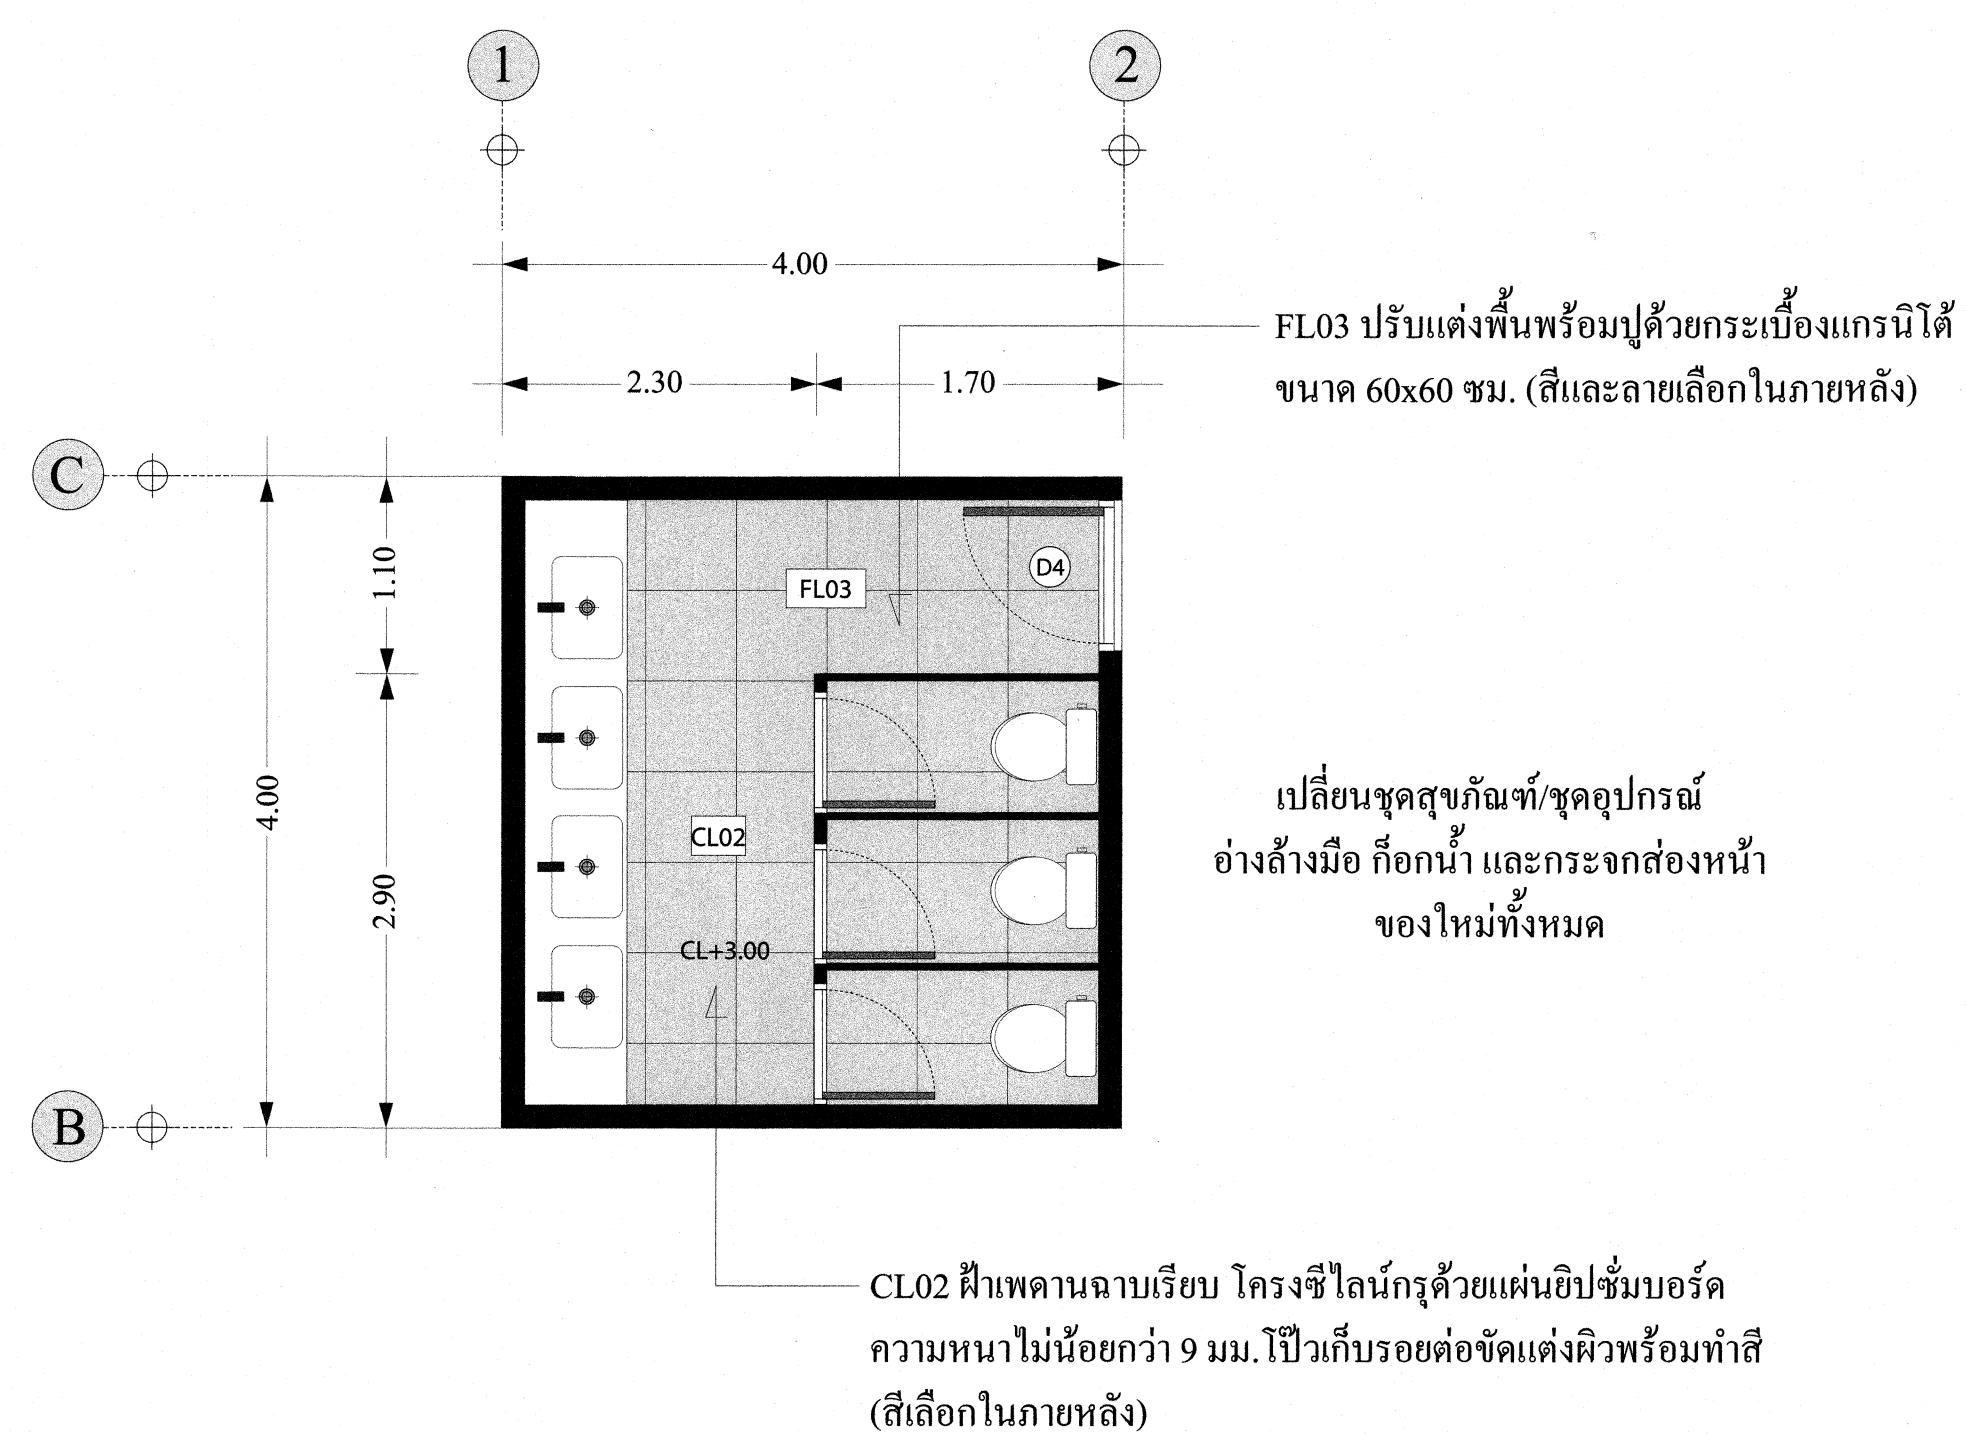 1
2
4.00
FL03 ปรับแต่งพื้นพร้อมปูด้วยกระเบื้องแกรนิโต้
ขนาด 60x60 ซม. (สีและลายเลือกในภายหลัง)
2.30
1.70
C
1.10
FL03
D4
4.00
2.90
CL02
CL+3.00
เปลี่ยนชุดสุขภัณฑ์/ชุดอุปกรณ์
อ่างล้างมือ ก็อกน้ำ และกระจกส่องหน้า
ของใหม่ทั้งหมด
B
CL02 ฝ้าเพดานฉาบเรียบ โครงซีไลน์กรุด้วยแผ่นยิปซั่มบอร์ด
ความหนาไม่น้อยกว่า 9 มม.โป๊วเก็บรอยต่อขัดแต่งผิวพร้อมทำสี
(สีเลือกในภายหลัง)